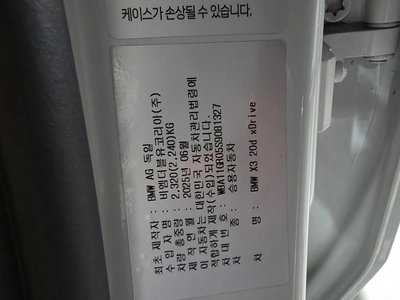 케이스가 손상될 수 있습니다.
최초 제작자 : BMW AG 독일
수 입 자 명 : 비엠더블유코리아(주)
차량 총중량 : 2,320(2,240)KG
제 작 연 월 : 2025년 06월
이 자동차는 대한민국 자동차관리법령에
적합하게 제작(수입)되었습니다.
차 대 번 호 : WBA11GR05S9081327
차 종 : 승용자동차
차 명 : BMW X3 20d xDrive